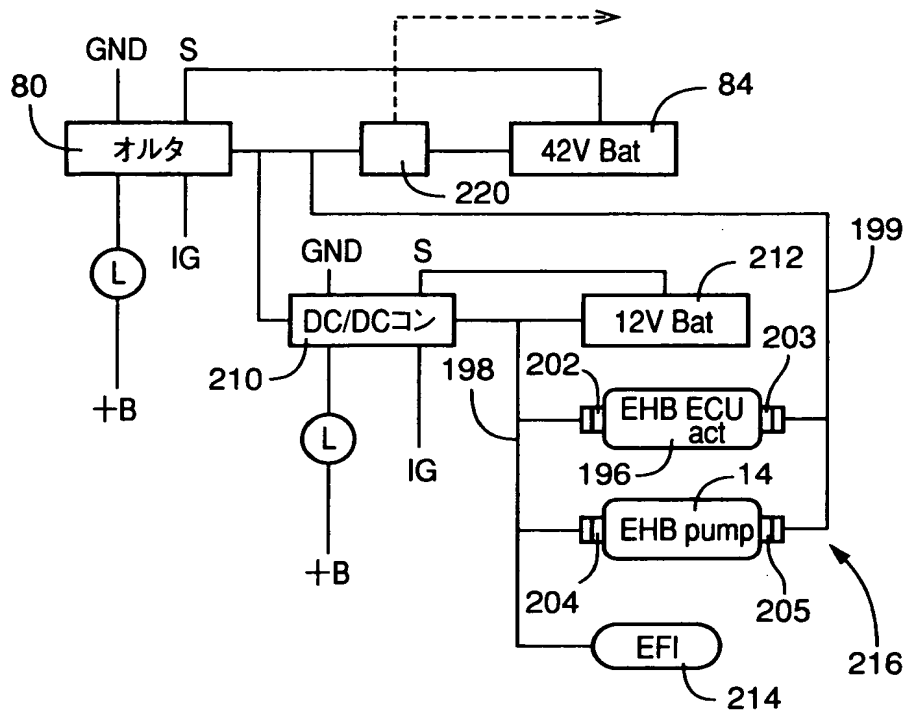 GND
S
80
84
オルタ
42V Bat
220
199
IG
GND
S
212
L
DC/DCコン
12V Bat
210
198
202
203
+B
EHB ECU
act
L
IG
196
14
EHB pump
+B
204
205
EFI
216
214